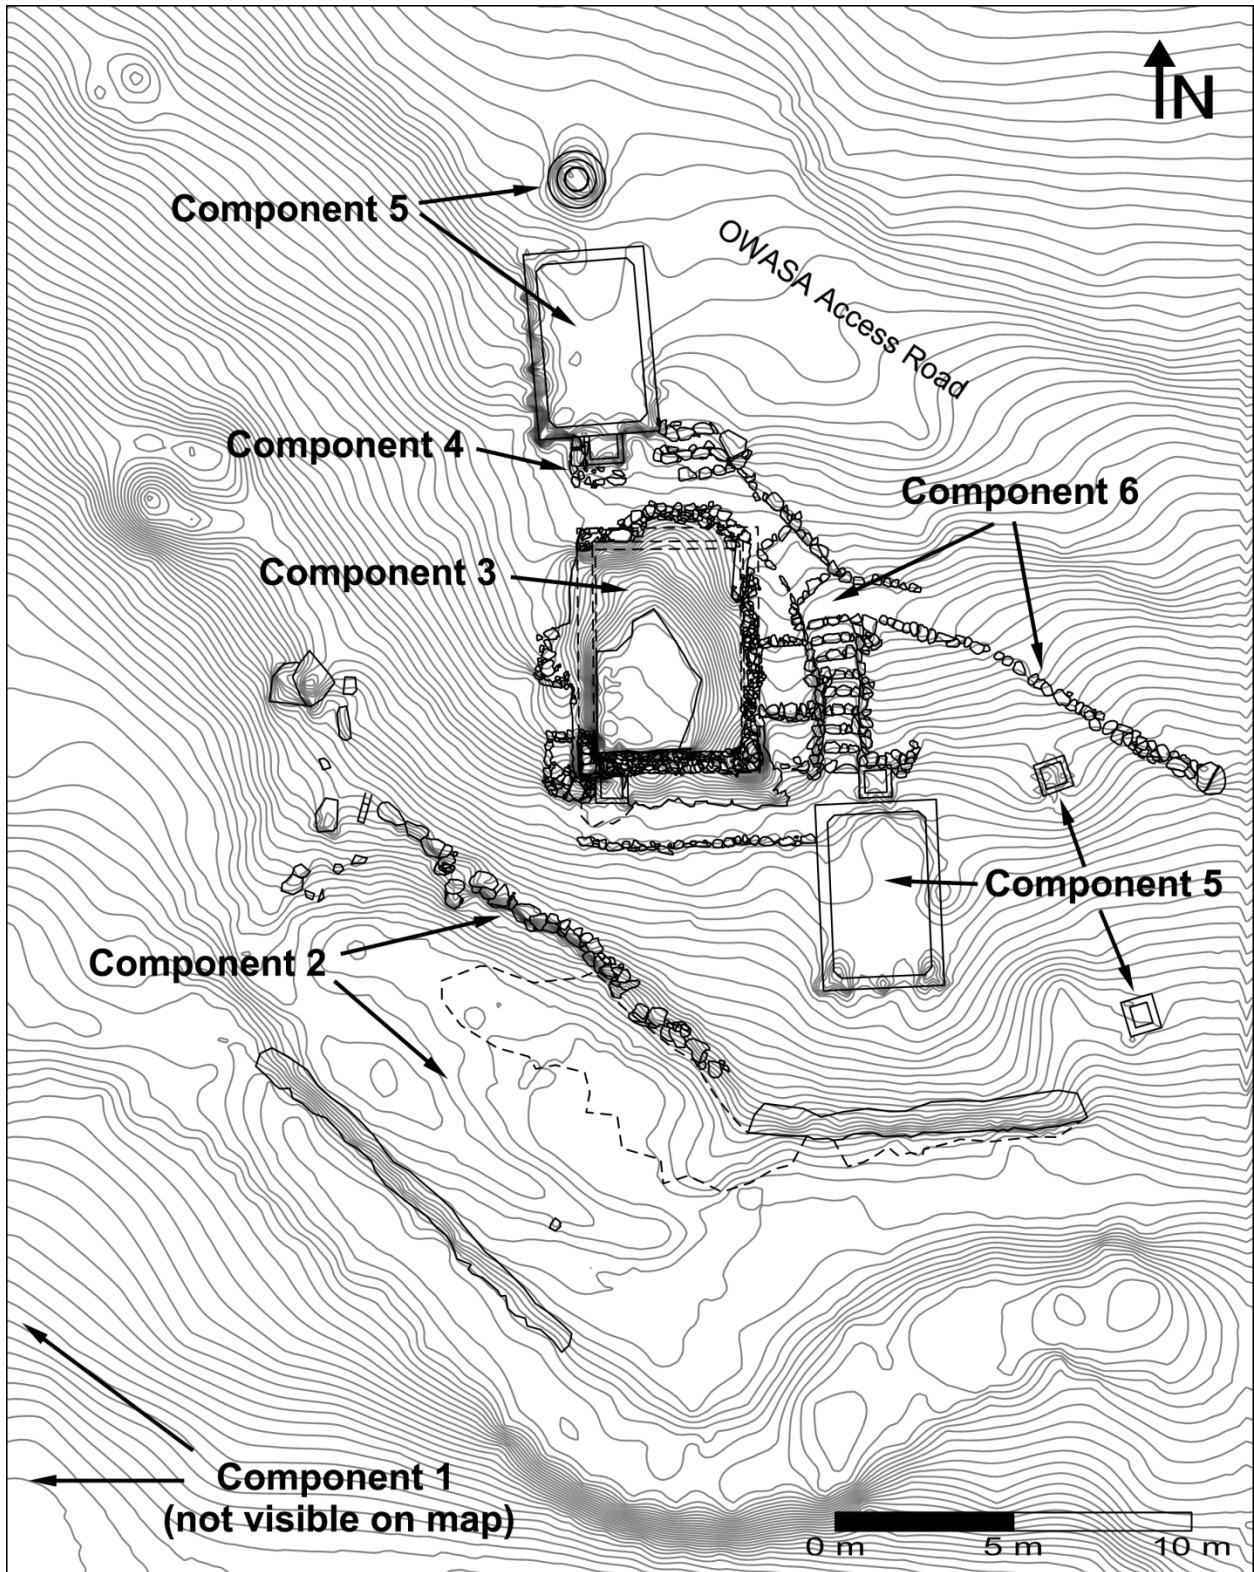 N
Component 5
OWASA Access Road
Component 4
Component 6
Component 3
Component 5
Component 2
Component 1
(not visible on map)
0 m 5 m 10 m